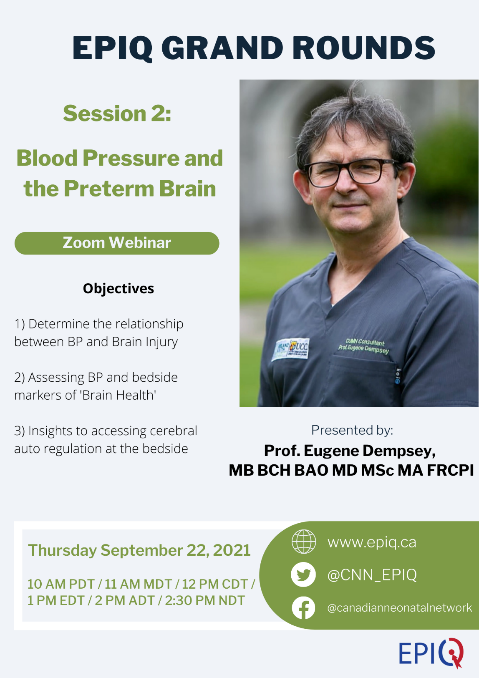 EPIQ GRAND ROUNDS
Session 2:
Blood Pressure and
the Preterm Brain
Zoom Webinar
Objectives
1) Determine the relationship
between BP and Brain Injury
2) Assessing BP and bedside
markers of 'Brain Health'
3) Insights to accessing cerebral
auto regulation at the bedside
UCC
CUMH Consultant
Prof Eugene Dempsey
Presented by:
Prof. Eugene Dempsey,
MB BCH BAO MD MSc MA FRCPI
Thursday September 22, 2021
10 AM PDT / 11 AM MDT / 12 PM CDT /
1 PM EDT / 2 PM ADT / 2:30 PM NDT
www.epiq.ca
@CNN_EPIQ
@canadianneonatalnetwork
EPIQ